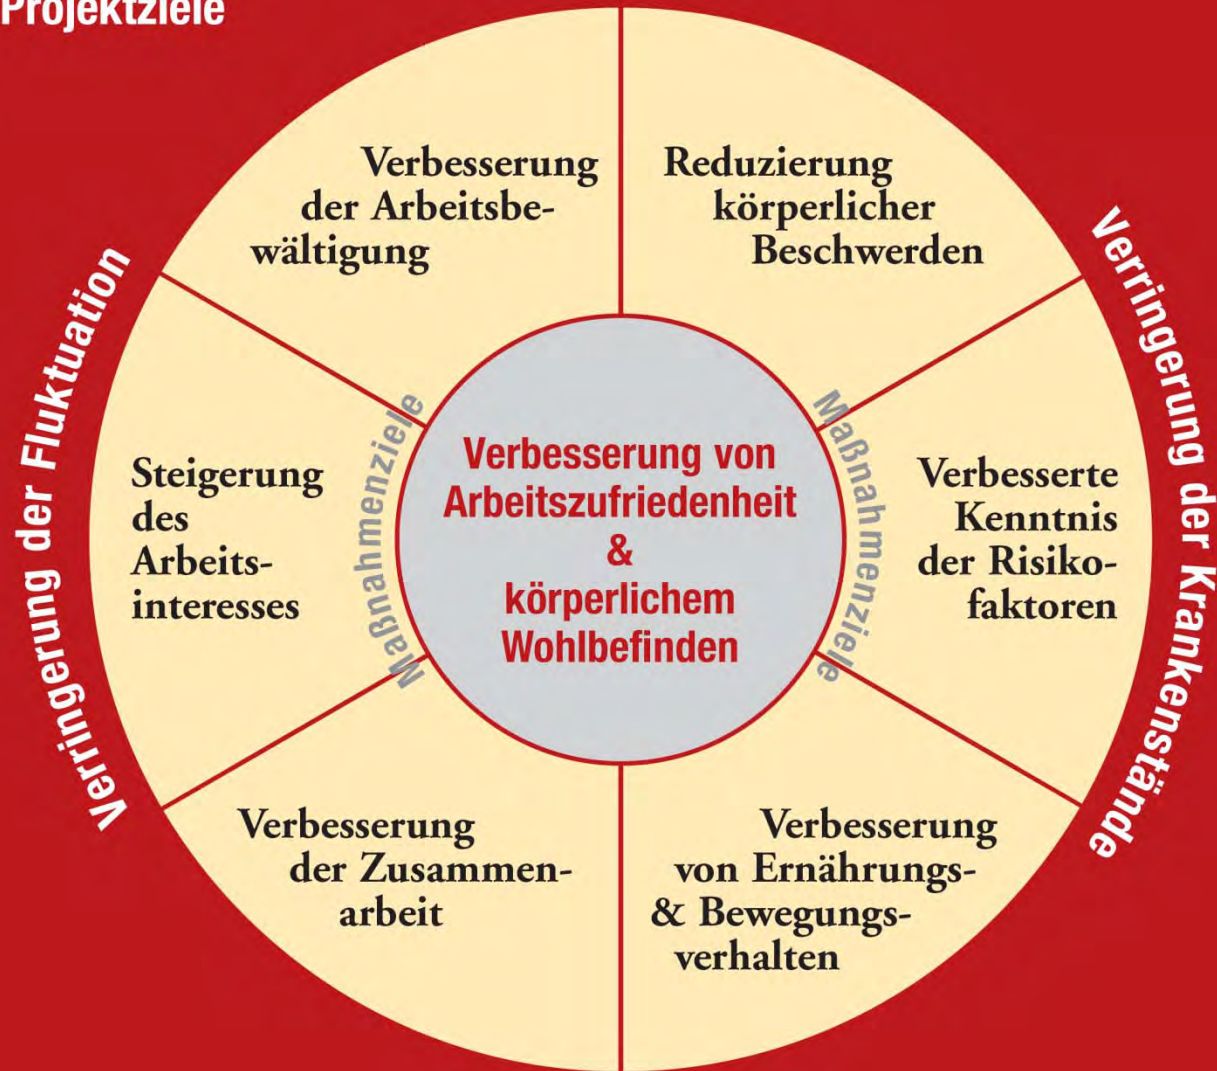 Projektziele
Verbesserung
der Arbeitsbe-
wältigung
Reduzierung
körperlicher
Beschwerden
Verringerung der Fluktuation
Verringerung der Krankenstände
Steigerung
des
Arbeits-
interesses
Maßnahmenziele
Verbesserung von
Arbeitszufriedenheit
&
körperlichem
Wohlbefinden
Maßnahmenziele
Verbesserte
Kenntnis
der Risiko-
faktoren
Verbesserung
der Zusammen-
arbeit
Verbesserung
von Ernährungs-
& Bewegungs-
verhalten